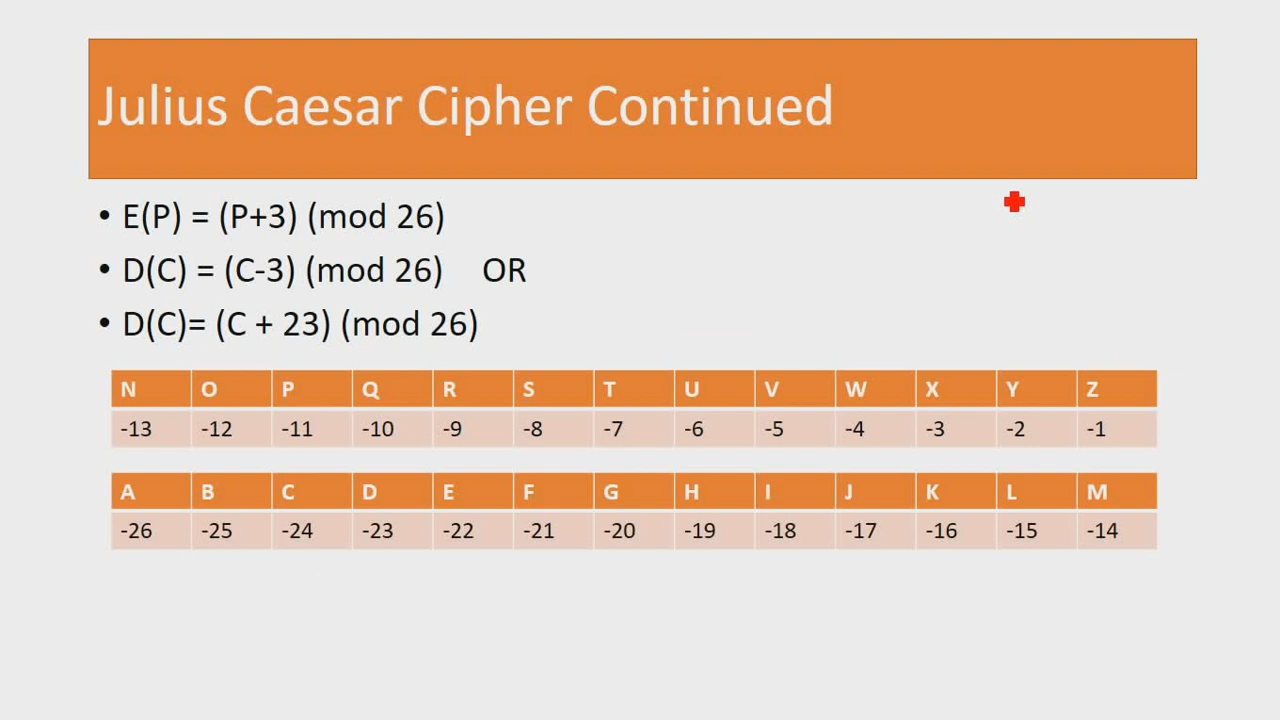 Julius Caesar Cipher Continued
• E(P) = (P+3) (mod 26)
• D(C) = (C-3) (mod 26) OR
• D(C)= (C + 23) (mod 26)
N O P Q R S T U V W X Y Z
-13 -12 -11 -10 -9 -8 -7 -6 -5 -4 -3 -2 -1
A B C D E F G H I J K L M
-26 -25 -24 -23 -22 -21 -20 -19 -18 -17 -16 -15 -14